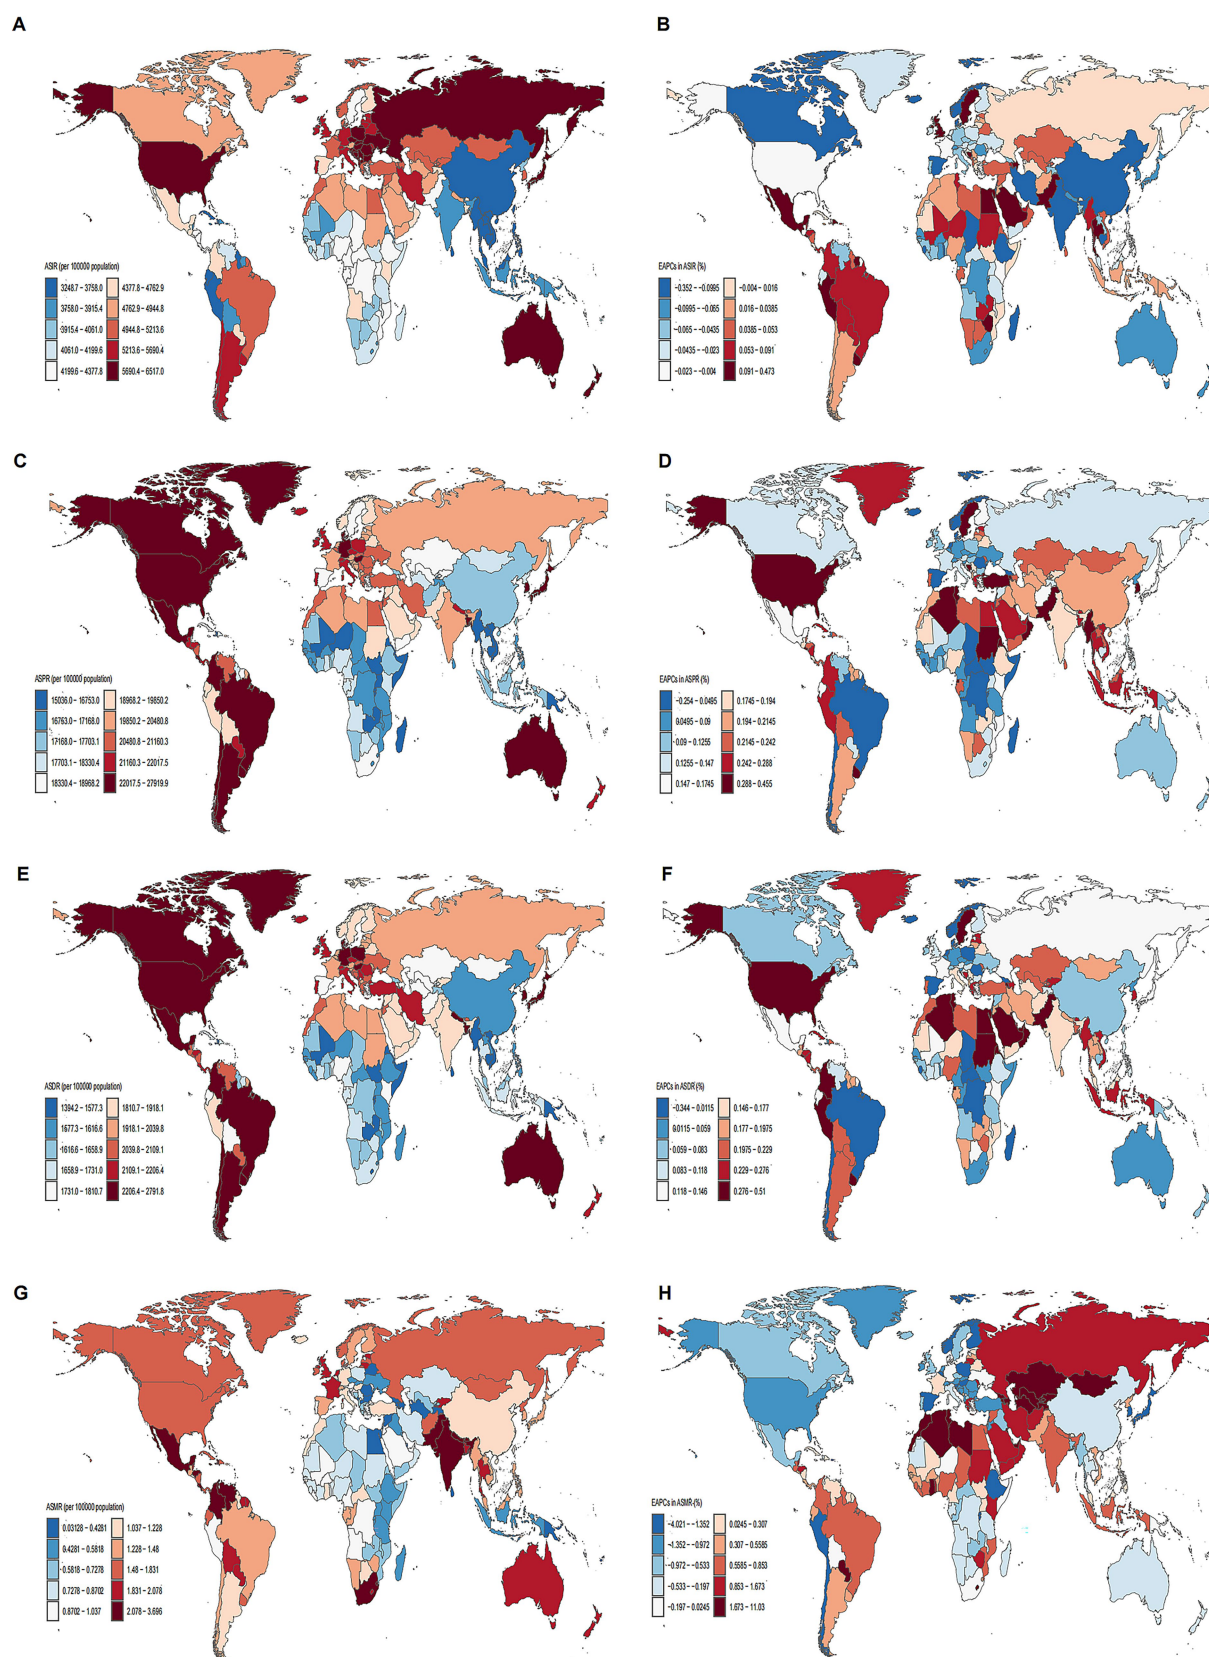 A
B
ASIR (per 100000 population)
3248.7 – 3758.0 4377.8 – 4762.9
3758.0 – 3915.4 4762.9 – 4944.8
3915.4 – 4061.0 4944.8 – 5213.6
4061.0 – 4199.6 5213.6 – 5690.4
4199.6 – 4377.8 5690.4 – 6517.0
EAPCs in ASIR (%)
−0.352 – −0.0995 −0.004 – 0.016
−0.0995 – −0.065 0.016 – 0.0385
−0.065 – −0.0435 0.0385 – 0.053
−0.0435 – −0.023 0.053 – 0.091
−0.023 – −0.004 0.091 – 0.473
C
D
ASPR (per 100000 population)
15036.0 – 16753.0 18968.2 – 19850.2
16763.0 – 17168.0 19850.2 – 20480.8
17168.0 – 17703.1 20480.8 – 21160.3
17703.1 – 18330.4 21160.3 – 22017.5
18330.4 – 18968.2 22017.5 – 27919.9
EAPCs in ASPR (%)
−0.254 – 0.0495 0.1745 – 0.194
0.0495 – 0.09 0.194 – 0.2145
0.09 – 0.1255 0.2145 – 0.242
0.1255 – 0.147 0.242 – 0.288
0.147 – 0.1745 0.288 – 0.455
E
F
ASDR (per 100000 population)
1394.2 – 1577.3 1810.7 – 1918.1
1577.3 – 1616.6 1918.1 – 2039.8
1616.6 – 1658.9 2039.8 – 2109.1
1658.9 – 1731.0 2109.1 – 2206.4
1731.0 – 1810.7 2206.4 – 2791.8
EAPCs in ASDR (%)
−0.344 – 0.0115 0.146 – 0.177
0.0115 – 0.059 0.177 – 0.1975
0.059 – 0.083 0.1975 – 0.229
0.083 – 0.118 0.229 – 0.276
0.118 – 0.146 0.276 – 0.51
G
H
ASMR (per 100000 population)
0.03128 – 0.4281 1.037 – 1.228
0.4281 – 0.5818 1.228 – 1.48
0.5818 – 0.7278 1.48 – 1.831
0.7278 – 0.8702 1.831 – 2.078
0.8702 – 1.037 2.078 – 3.696
EAPCs in ASMR (%)
−4.021 – −1.352 0.0245 – 0.307
−1.352 – −0.972 0.307 – 0.5585
−0.972 – −0.533 0.5585 – 0.853
−0.533 – −0.197 0.853 – 1.673
−0.197 – 0.0245 1.673 – 11.03